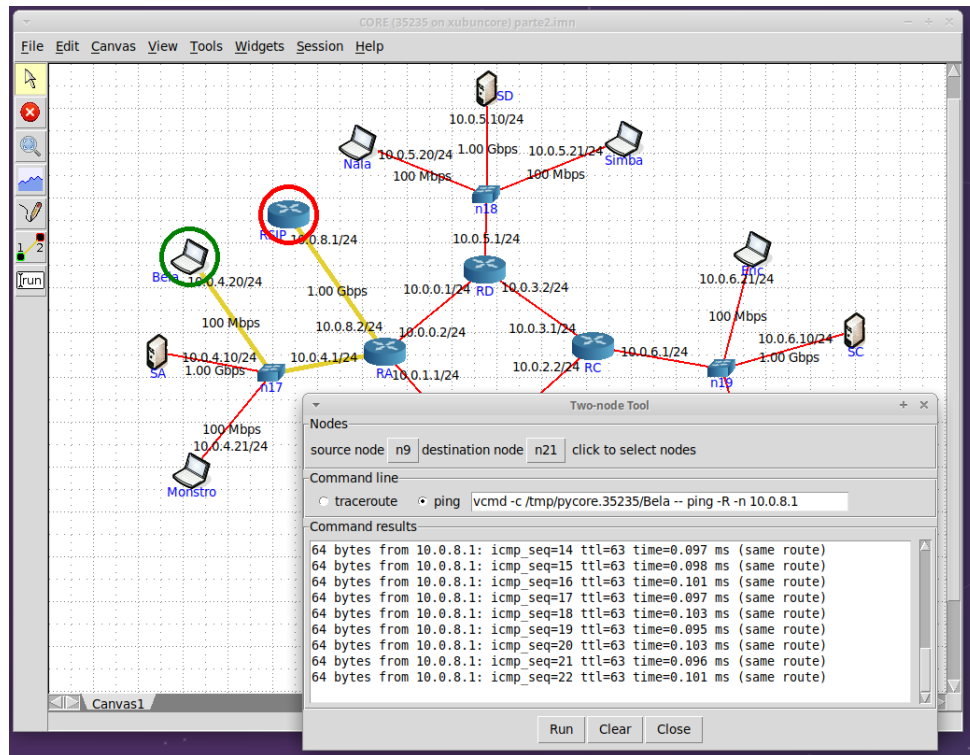 CORE (35235 on xubuncore) parte2.imn
File Edit Canvas View Tools Widgets Session Help
SD
10.0.5.10/24
Nala
10.0.5.20/24
1.00 Gbps
10.0.5.21/24
Simba
100 Mbps
100 Mbps
n18
10.0.8.1/24
10.0.5.1/24
Bela
10.0.4.20/24
1.00 Gbps
10.0.0.1/24
RD
10.0.3.2/24
Eric
10.0.6.21/24
100 Mbps
10.0.8.2/24
10.0.0.2/24
10.0.3.1/24
100 Mbps
10.0.6.10/24
SA
10.0.4.10/24
10.0.4.1/24
1.00 Gbps
n17
RA
10.0.1.1/24
10.0.2.2/24
RC
10.0.6.1/24
1.00 Gbps
SC
n19
100 Mbps
10.0.4.21/24
Monstro
Two-node Tool
Nodes
source node n9 destination node n21 click to select nodes
Command line
traceroute ping vcmd -c /tmp/pycore.35235/Bela -- ping -R -n 10.0.8.1
Command results
64 bytes from 10.0.8.1: icmp_seq=14 ttl=63 time=0.097 ms (same route)
64 bytes from 10.0.8.1: icmp_seq=15 ttl=63 time=0.098 ms (same route)
64 bytes from 10.0.8.1: icmp_seq=16 ttl=63 time=0.101 ms (same route)
64 bytes from 10.0.8.1: icmp_seq=17 ttl=63 time=0.097 ms (same route)
64 bytes from 10.0.8.1: icmp_seq=18 ttl=63 time=0.103 ms (same route)
64 bytes from 10.0.8.1: icmp_seq=19 ttl=63 time=0.095 ms (same route)
64 bytes from 10.0.8.1: icmp_seq=20 ttl=63 time=0.103 ms (same route)
64 bytes from 10.0.8.1: icmp_seq=21 ttl=63 time=0.096 ms (same route)
64 bytes from 10.0.8.1: icmp_seq=22 ttl=63 time=0.101 ms (same route)
Run Clear Close
1 2
run
Canvas1